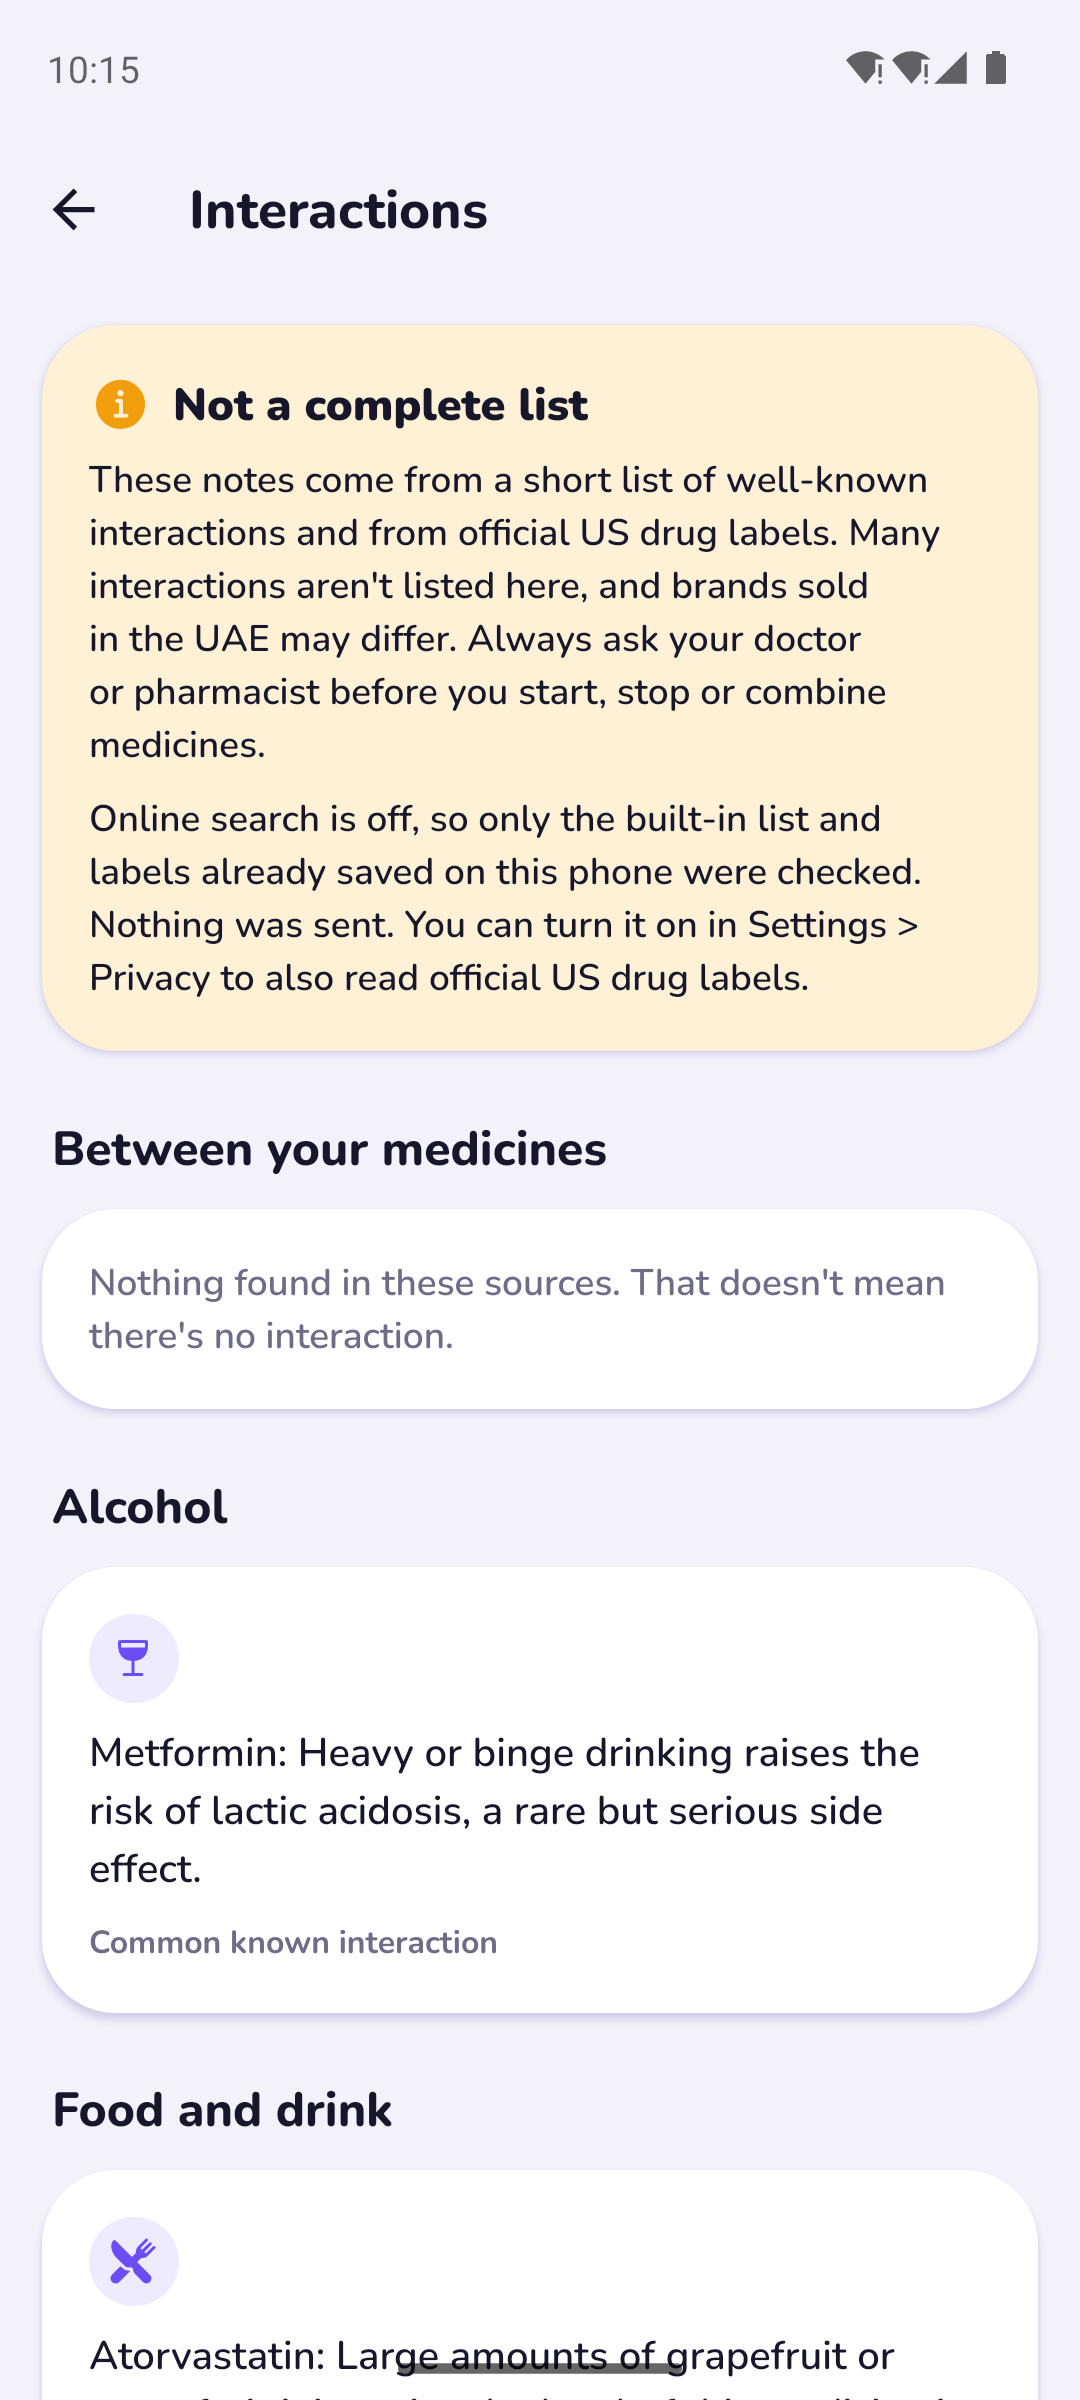 10:15
Interactions
Not a complete list
These notes come from a short list of well-known
interactions and from official US drug labels. Many
interactions aren't listed here, and brands sold
in the UAE may differ. Always ask your doctor
or pharmacist before you start, stop or combine
medicines.
Online search is off, so only the built-in list and
labels already saved on this phone were checked.
Nothing was sent. You can turn it on in Settings >
Privacy to also read official US drug labels.
Between your medicines
Nothing found in these sources. That doesn't mean
there's no interaction.
Alcohol
Metformin: Heavy or binge drinking raises the
risk of lactic acidosis, a rare but serious side
effect.
Common known interaction
Food and drink
Atorvastatin: Large amounts of grapefruit or